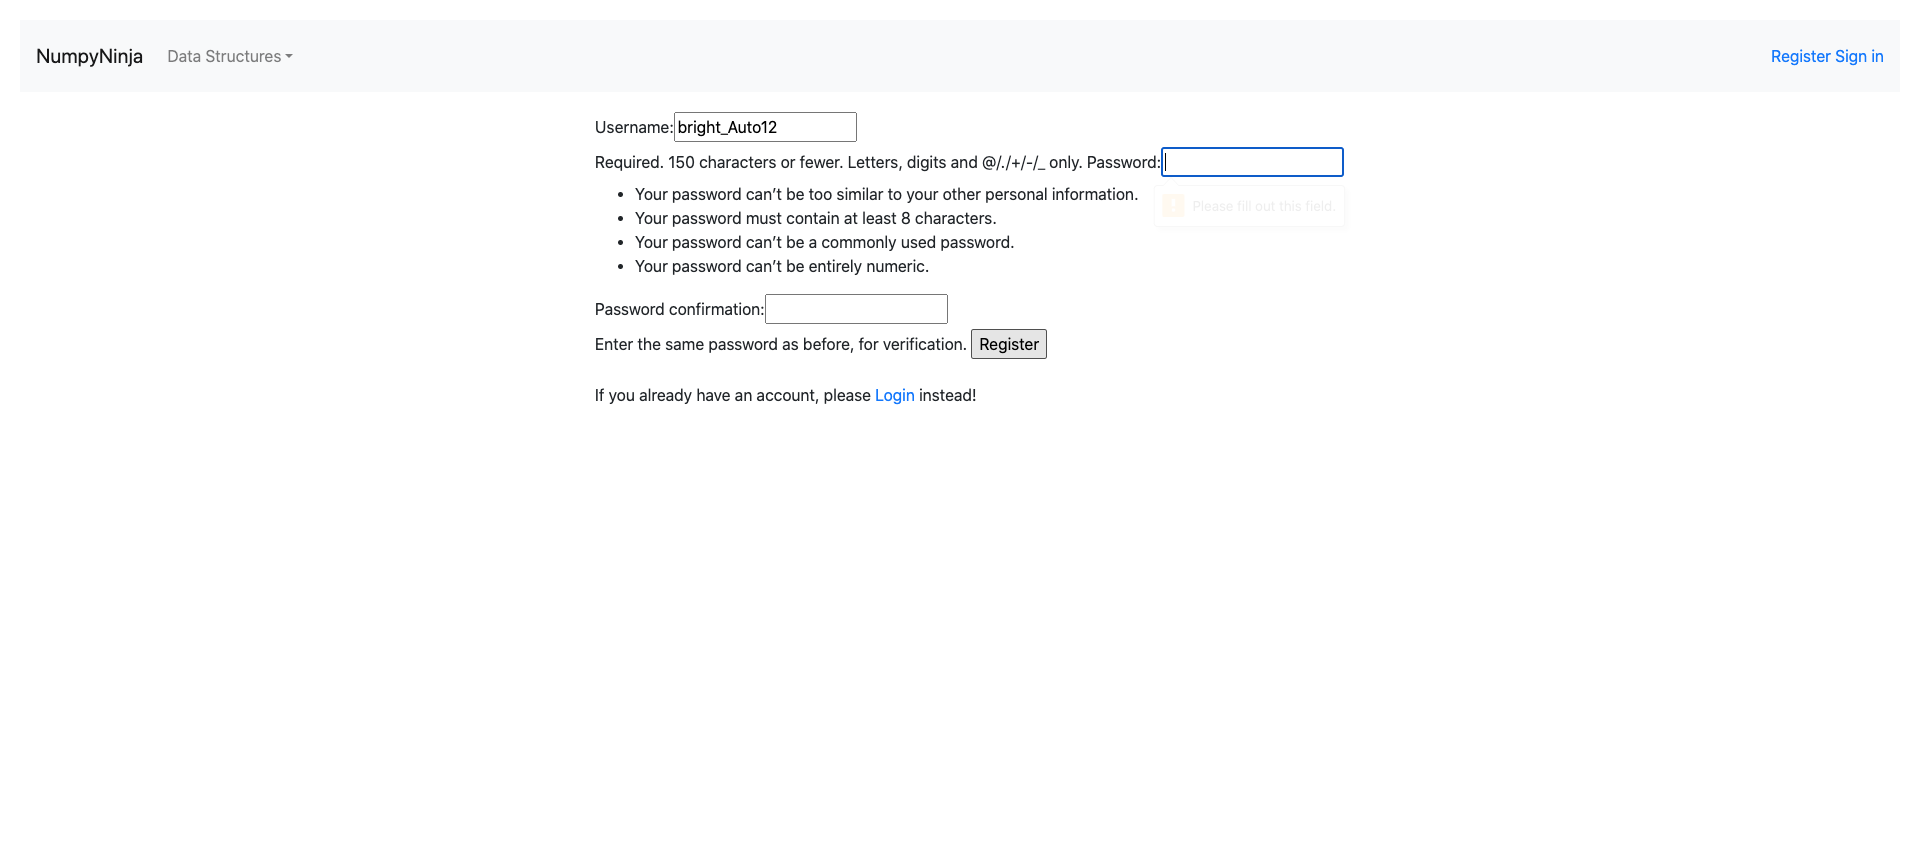 NumpyNinja Data Structures Register Sign in
Username: bright_Auto12
Required. 150 characters or fewer. Letters, digits and @/./+/-/_ only. Password:
Your password can’t be too similar to your other personal information.
Please fill out this field.
Your password must contain at least 8 characters.
Your password can’t be a commonly used password.
Your password can’t be entirely numeric.
Password confirmation:
Enter the same password as before, for verification. Register
If you already have an account, please Login instead!